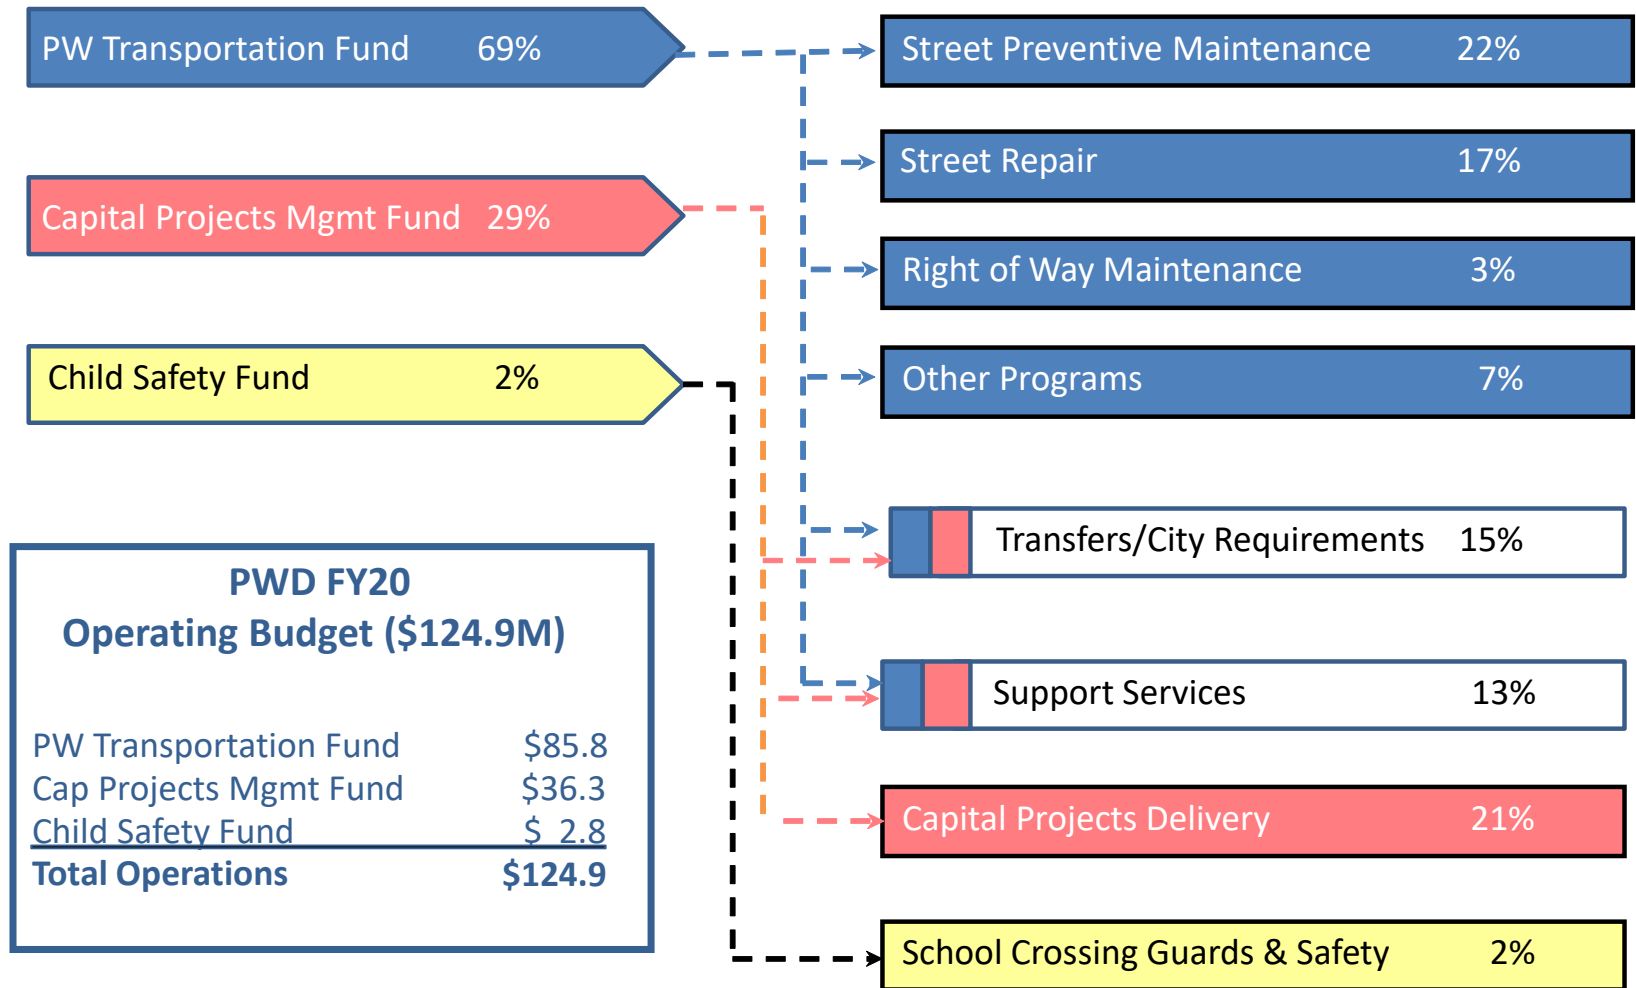 PW Transportation Fund 69%
Capital Projects Mgmt Fund 29%
Child Safety Fund 2%
PWD FY20
Operating Budget ($124.9M)
PW Transportation Fund $85.8
Cap Projects Mgmt Fund $36.3
Child Safety Fund $ 2.8
Total Operations $124.9
Street Preventive Maintenance 22%
Street Repair 17%
Right of Way Maintenance 3%
Other Programs 7%
Transfers/City Requirements 15%
Support Services 13%
Capital Projects Delivery 21%
School Crossing Guards & Safety 2%